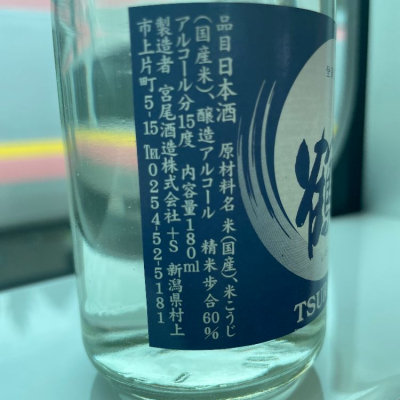 品目 日本酒 原材料名 米(国産)、米こうじ
(国産米)、醸造アルコール 精米歩合60%
アルコール分15度 内容量180ml
製造者 宮尾酒造株式会社+S 新潟県村上
市上片町5-15 ℡0254-52-5181
鶴